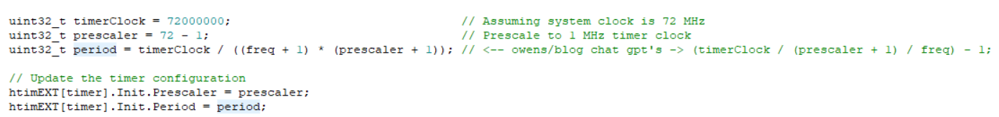 uint32_t timerClock = 72000000; // Assuming system clock is 72 MHz
uint32_t prescaler = 72 - 1; // Prescale to 1 MHz timer clock
uint32_t period = timerClock / ((freq + 1) * (prescaler + 1)); // <-- owens/blog chat gpt's -> (timerClock / (prescaler + 1) / freq) - 1;
// Update the timer configuration
htimEXT[timer].Init.Prescaler = prescaler;
htimEXT[timer].Init.Period = period;